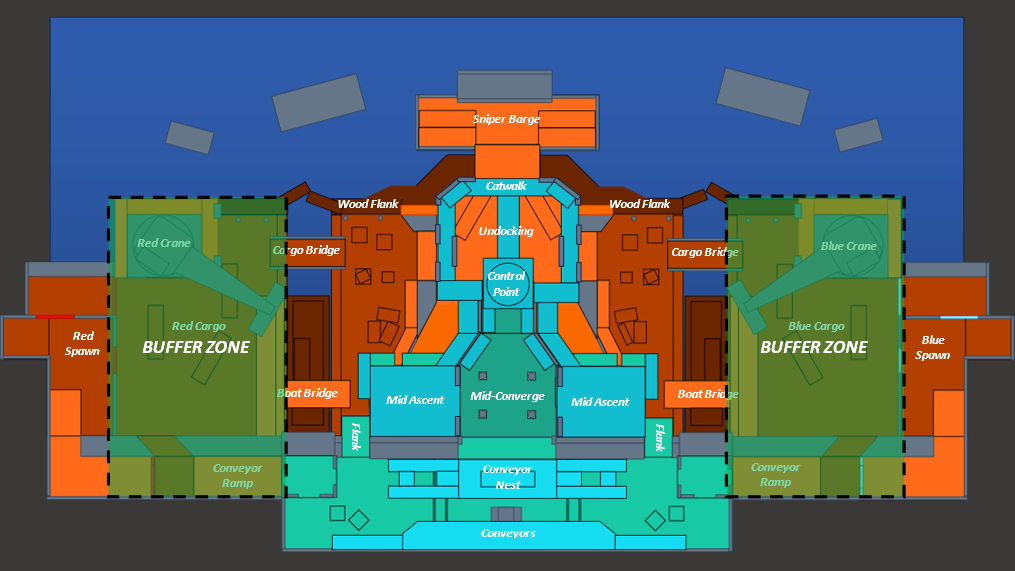 Sniper Barge
Catwalk
Wood Flank
Wood Flank
Undocking
Red Crane
Cargo Bridge
Cargo Bridge
Blue Crane
Control
Point
Red
Spawn
Red Cargo
BUFFER ZONE
Blue Cargo
BUFFER ZONE
Blue
Spawn
Boat Bridge
Mid Ascent
Mid-Converge
Mid Ascent
Boat Bridge
Flank
Flank
Conveyor
Ramp
Conveyor
Nest
Conveyor
Ramp
Conveyors